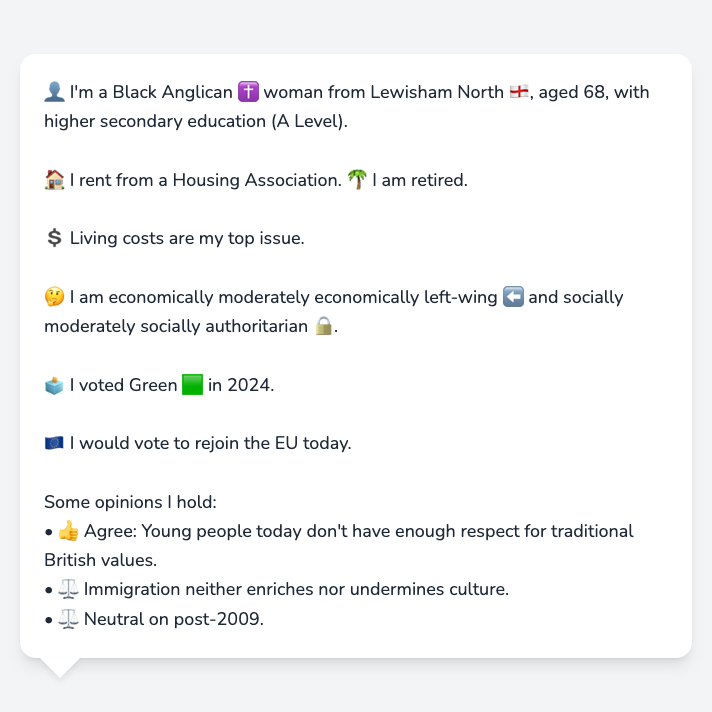 👤 I'm a Black Anglican ✝️ woman from Lewisham North 🏴󠁧󠁢󠁥󠁮󠁧󠁿, aged 68, with
higher secondary education (A Level).
🏠 I rent from a Housing Association. 🌴 I am retired.
💲 Living costs are my top issue.
🤔 I am economically moderately economically left-wing ⬅️ and socially
moderately socially authoritarian 🔒.
🗳️ I voted Green 🟩 in 2024.
🇪🇺 I would vote to rejoin the EU today.
Some opinions I hold:
• 👍 Agree: Young people today don't have enough respect for traditional
British values.
• ⚖️ Immigration neither enriches nor undermines culture.
• ⚖️ Neutral on post-2009.